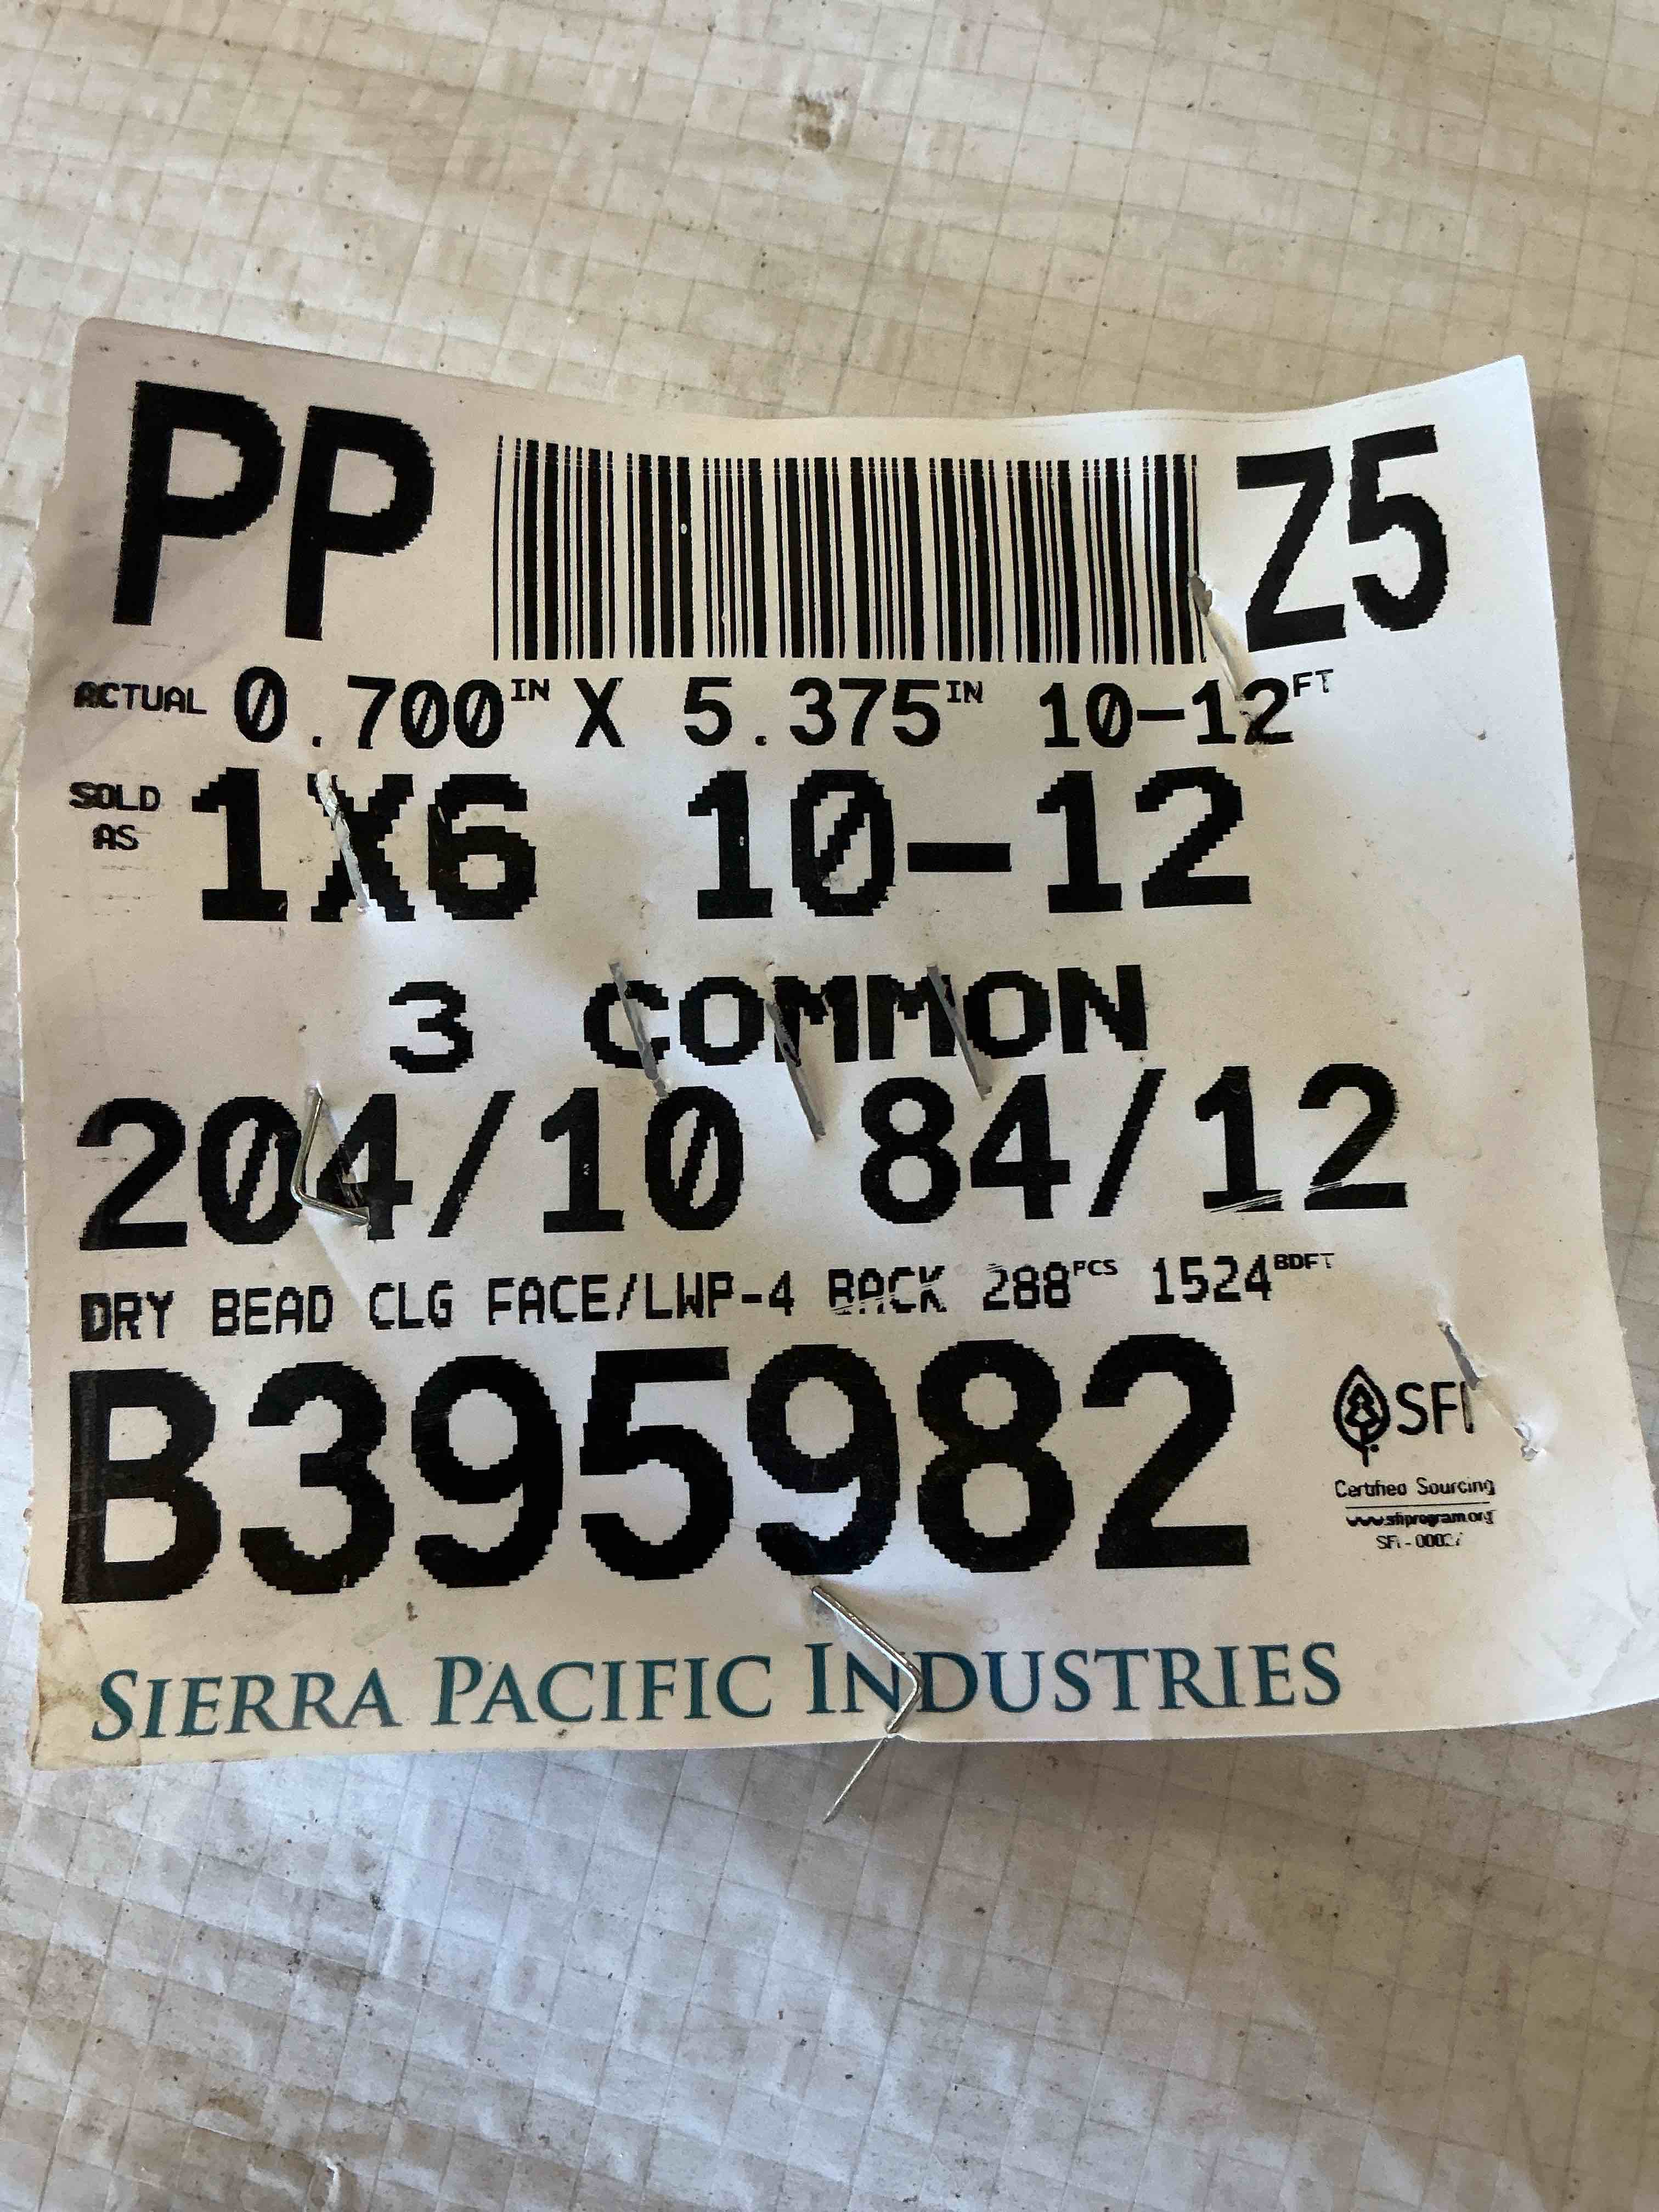 PP Z5
ACTUAL 0.700IN X 5.375IN 10-12FT
SOLD AS 1X6 10-12
3 COMMON
204/10 84/12
DRY BEAD CLG FACE/LWP-4 BACK 288PCS 1524BDFT
B395982
SFI
Certified Sourcing
www.sfiprogram.org
SIERRA PACIFIC INDUSTRIES